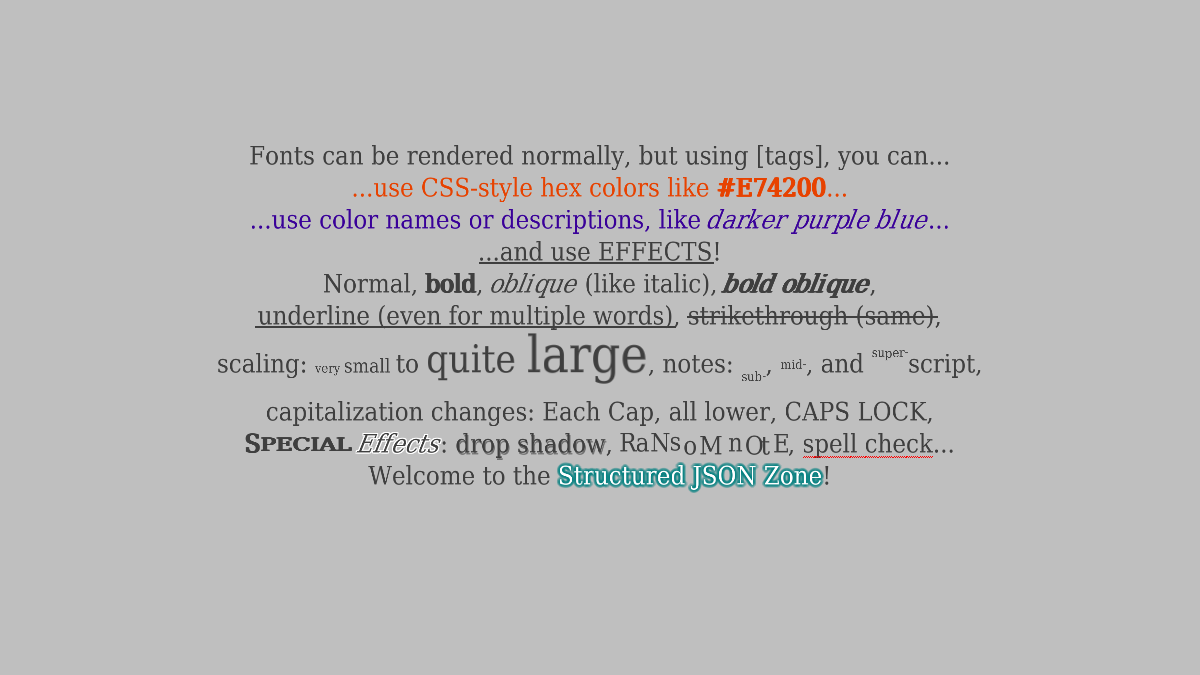 Fonts can be rendered normally, but using [tags], you can...
...use CSS-style hex colors like #E74200...
...use color names or descriptions, like darker purple blue...
...and use EFFECTS!
Normal, bold, oblique (like italic), bold oblique,
underline (even for multiple words), strikethrough (same),
scaling: very small to quite large, notes: sub-, mid-, and super-script,
capitalization changes: Each Cap, all lower, CAPS LOCK,
SPECIAL Effects: drop shadow, RaNsoM nOtE, spell check...
Welcome to the Structured JSON Zone!